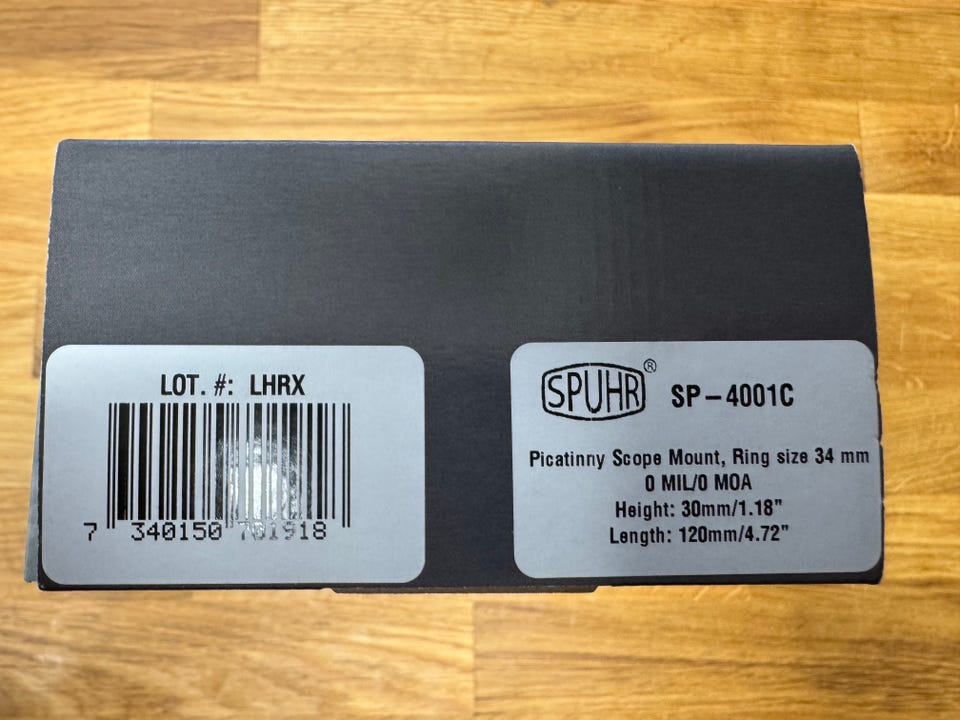 LOT. #: LHRX
7 340150 701918
SPUHR®
SP-4001C
Picatinny Scope Mount, Ring size 34 mm
0 MIL/0 MOA
Height: 30mm/1.18"
Length: 120mm/4.72"